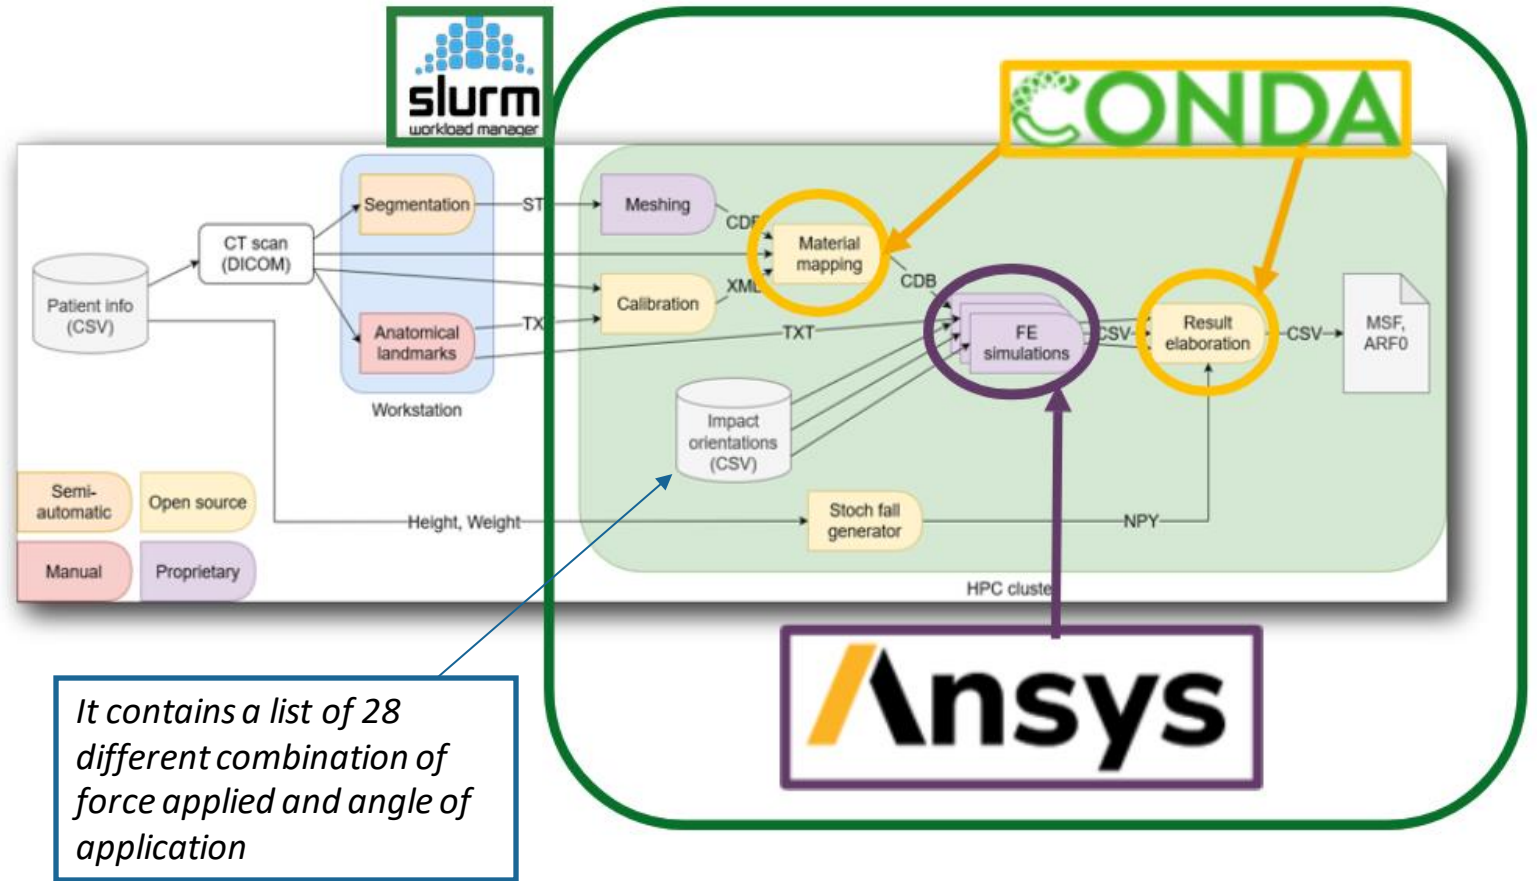 slurm
workload manager
CONDA
Segmentation
ST
Meshing
CDB
Material
mapping
CT scan
(DICOM)
Patient info
(CSV)
Calibration
XML
CDB
Anatomical
landmarks
TX
TXT
FE
simulations
CSV
Result
elaboration
CSV
MSF,
ARF0
Workstation
Impact
orientations
(CSV)
Semi-
automatic
Open source
Manual
Proprietary
Height, Weight
Stoch fall
generator
NPY
HPC cluste
Ansys
It contains a list of 28
different combination of
force applied and angle of
application